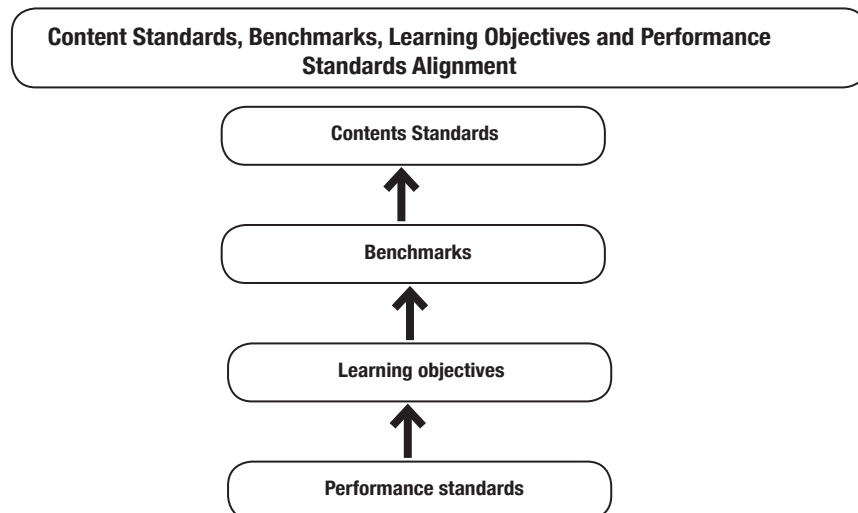 Content Standards, Benchmarks, Learning Objectives and Performance
Standards Alignment
Contents Standards
Benchmarks
Learning objectives
Performance standards